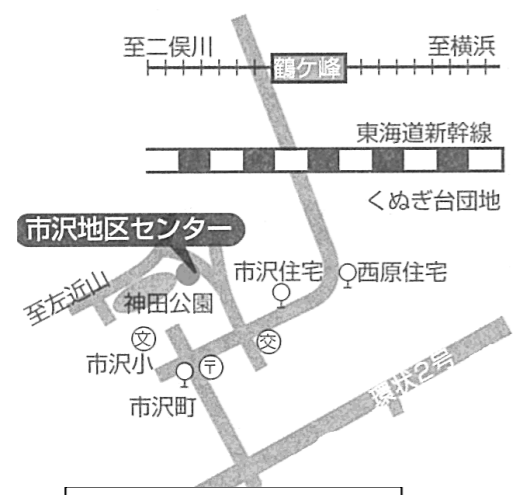 至二俣川
至横浜
鶴ケ峰
東海道新幹線
くぬぎ台団地
市沢地区センター
市沢住宅
西原住宅
至左近山
神田公園
文
交
市沢小
〒
市沢町
環状2号